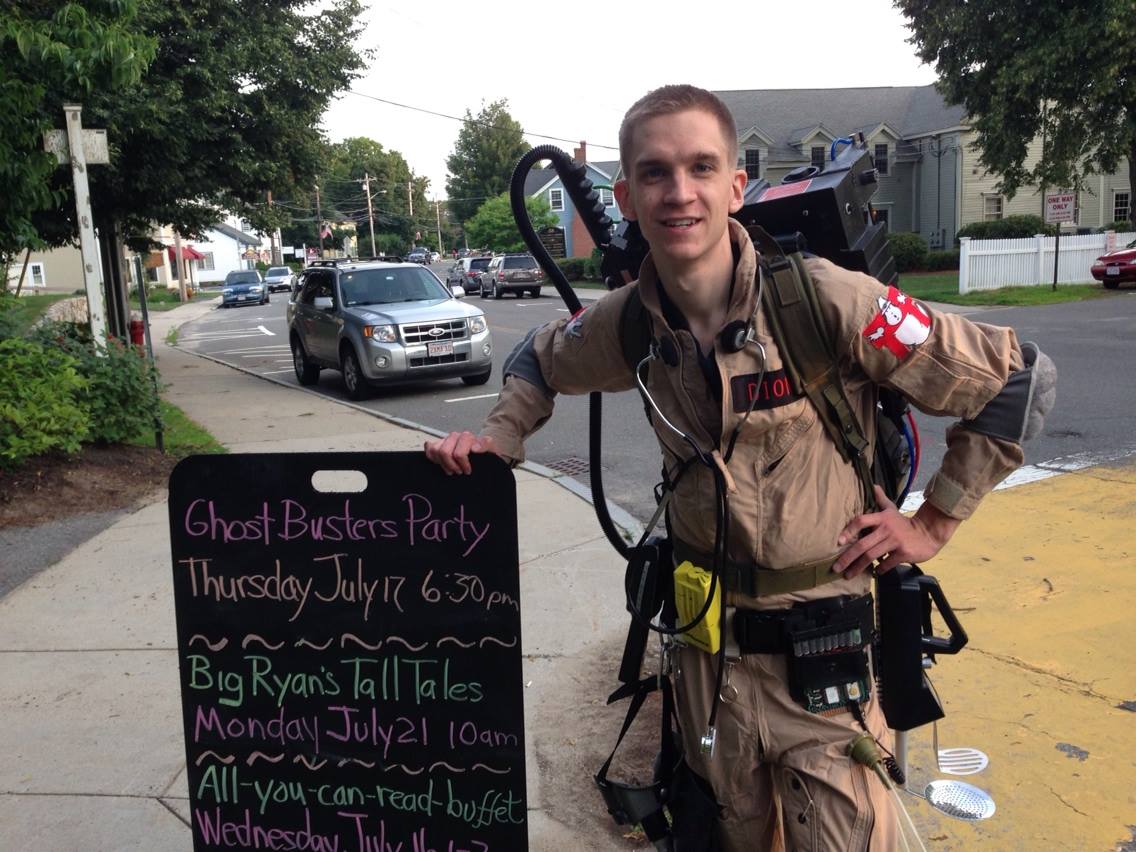 Ghost Busters Party
Thursday July 17 6:30pm
Big Ryan's Tall Tales
Monday July 21 10am
All-you-can-read-buffet
Wednesday, July
DION
ONE WAY
ONLY